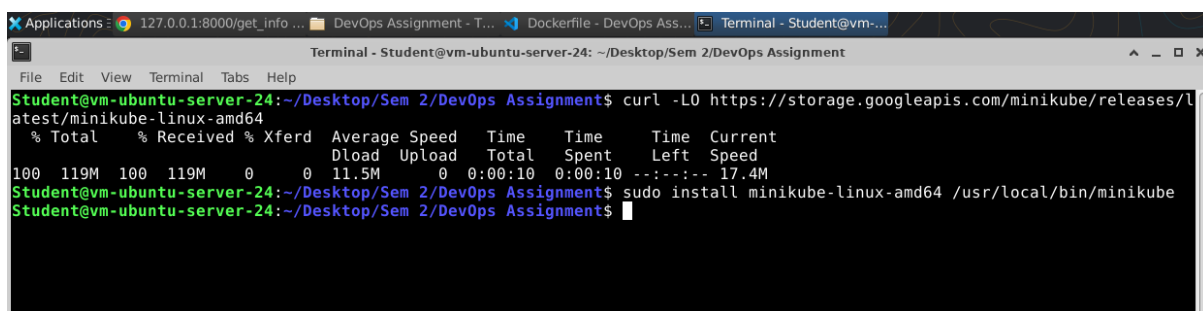 Applications 127.0.0.1:8000/get_info ... DevOps Assignment - T... Dockerfile - DevOps Ass... Terminal - Student@vm-...
Terminal - Student@vm-ubuntu-server-24: ~/Desktop/Sem 2/DevOps Assignment
File Edit View Terminal Tabs Help
Student@vm-ubuntu-server-24:~/Desktop/Sem 2/DevOps Assignment$ curl -LO https://storage.googleapis.com/minikube/releases/l
atest/minikube-linux-amd64
% Total % Received % Xferd Average Speed Time Time Time Current
Dload Upload Total Spent Left Speed
100 119M 100 119M 0 0 11.5M 0 0:00:10 0:00:10 --:--:-- 17.4M
Student@vm-ubuntu-server-24:~/Desktop/Sem 2/DevOps Assignment$ sudo install minikube-linux-amd64 /usr/local/bin/minikube
Student@vm-ubuntu-server-24:~/Desktop/Sem 2/DevOps Assignment$